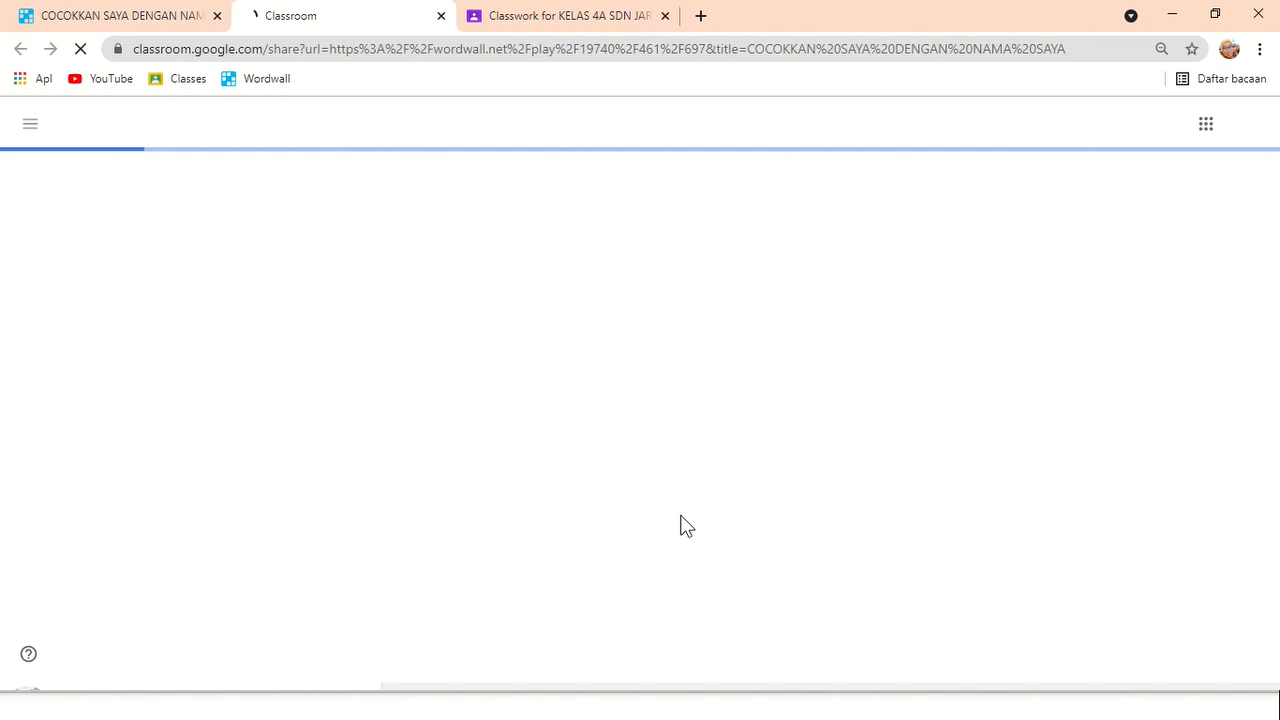 COCOKKAN SAYA DENGAN NAM
Classroom
Classwork for KELAS 4A SDN JAR
classroom.google.com/share?url=https%3A%2F%2Fwordwall.net%2Fplay%2F19740%2F461%2F697&title=COCOKKAN%20SAYA%20DENGAN%20NAMA%20SAYA
Apl
YouTube
Classes
Wordwall
Daftar bacaan